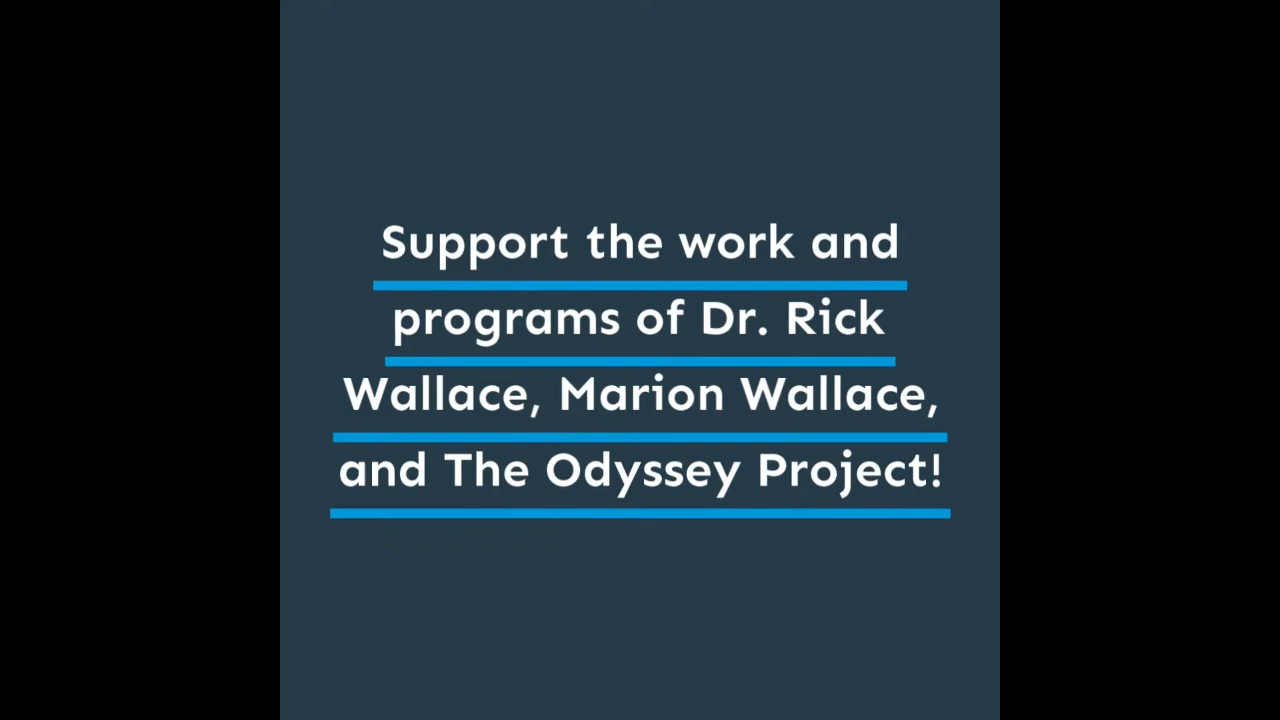 Support the work and
programs of Dr. Rick
Wallace, Marion Wallace,
and The Odyssey Project!